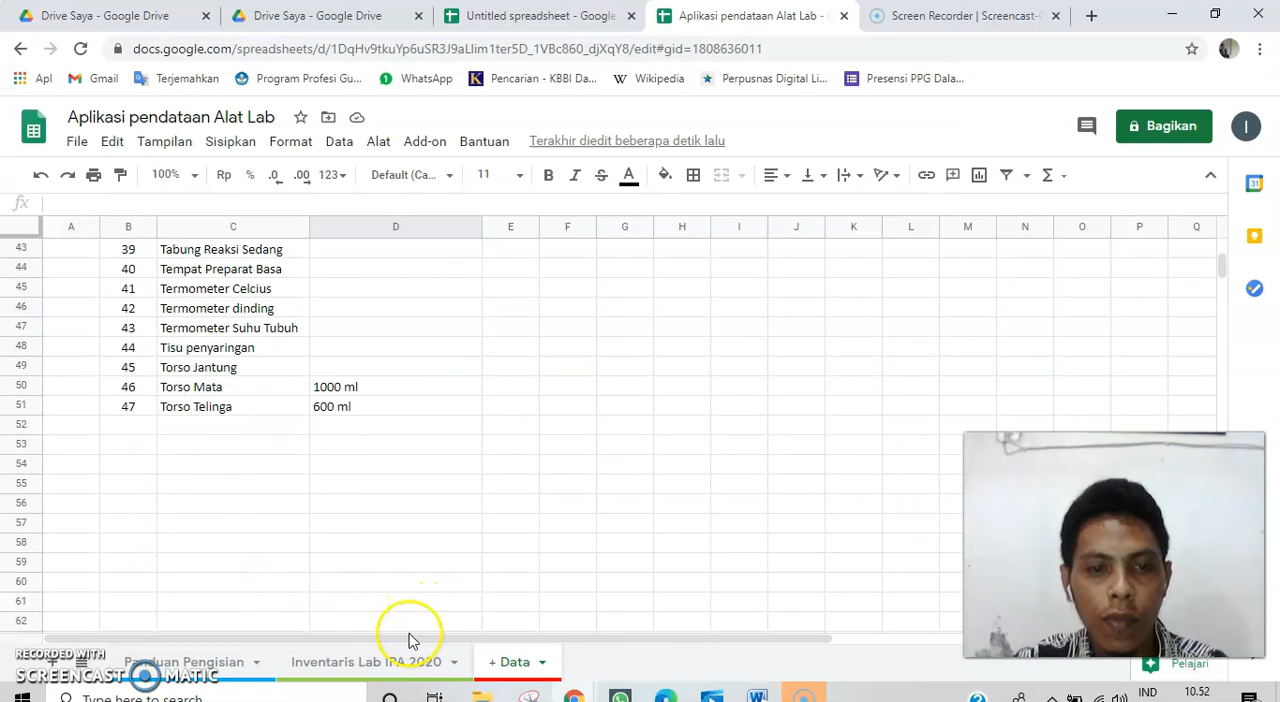 Drive Saya - Google Drive
Drive Saya - Google Drive
Untitled spreadsheet - Google
Aplikasi pendataan Alat Lab -
Screen Recorder | Screencast-O
docs.google.com/spreadsheets/d/1DqHv9tkuYp6uSR3J9aLlim1ter5D_1VBc860_djXqY8/edit#gid=1808636011
Apl
Gmail
Terjemahkan
Program Profesi Gu...
WhatsApp
Pencarian - KBBI Da...
Wikipedia
Perpusnas Digital Li...
Presensi PPG Dala...
Aplikasi pendataan Alat Lab
File Edit Tampilan Sisipkan Format Data Alat Add-on Bantuan
Terakhir diedit beberapa detik lalu
Bagikan
I
100% Rp % .0 .00 123 Default (Ca... 11 B I S A
fx
A B C D E F G H I J K L M N O P Q
43 39 Tabung Reaksi Sedang
44 40 Tempat Preparat Basa
45 41 Termometer Celcius
46 42 Termometer dinding
47 43 Termometer Suhu Tubuh
48 44 Tisu penyaringan
49 45 Torso Jantung
50 46 Torso Mata 1000 ml
51 47 Torso Telinga 600 ml
52
53
54
55
56
57
58
59
60
61
62
Panduan Pengisian
Inventaris Lab IPA 2020
+ Data
Pelajari
RECORDED WITH
SCREENCAST MATIC
Type here to search
IND
10.52